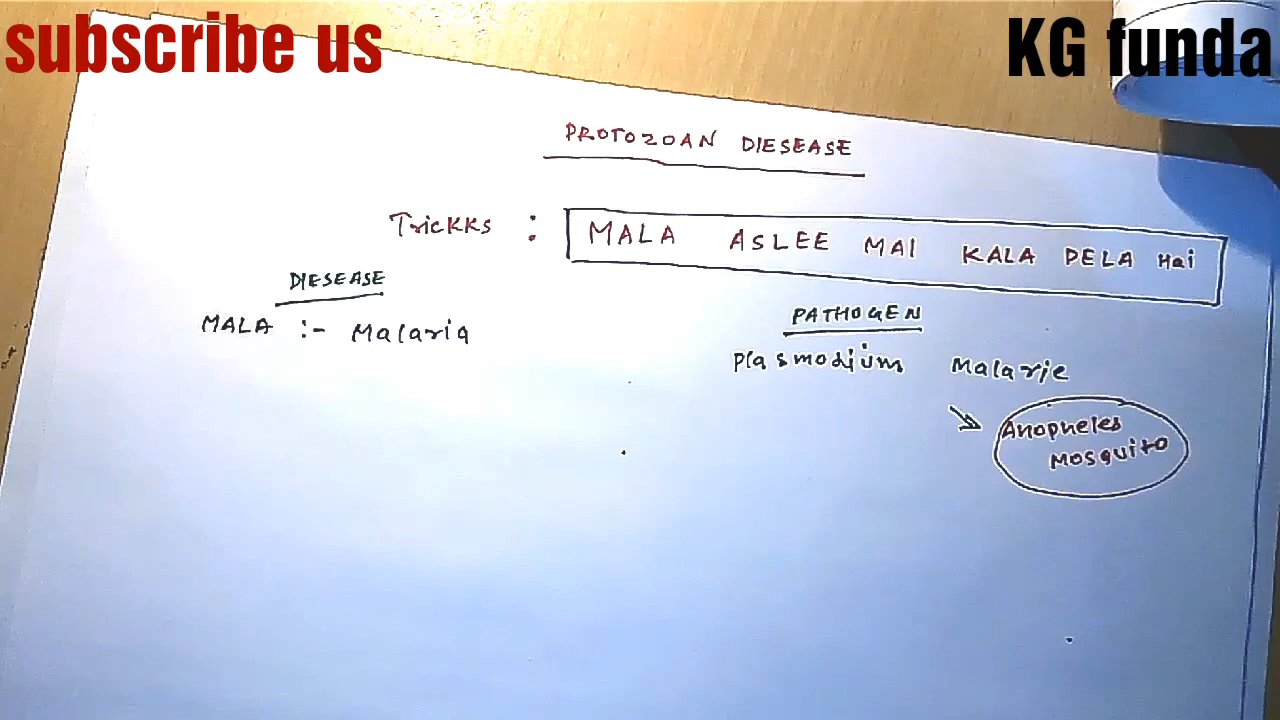 subscribe us
KG funda
PROTOZOAN DIESEASE
Trickks : MALA ASLEE MAI KALA DELA Hai
DIESEASE
PATHOGEN
MALA :- Malaria
Plasmodium Malarie
Anopheles
Mosquito